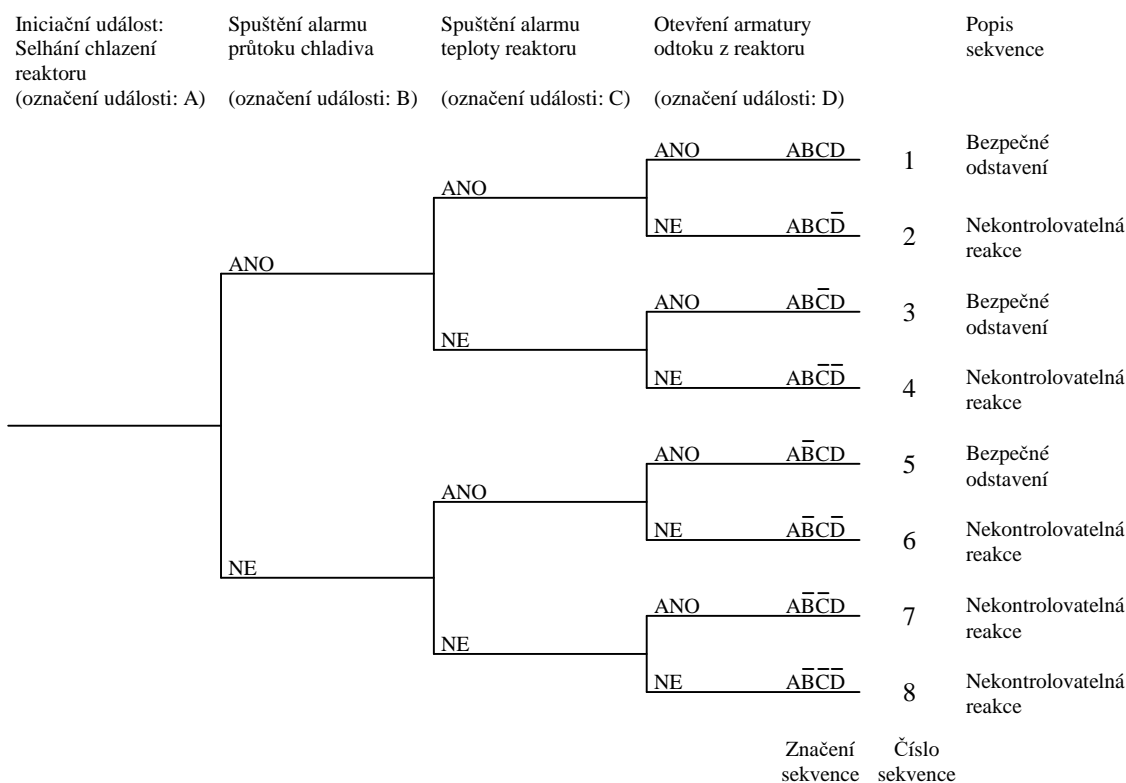 Iniciační událost:
Selhání chlazení
reaktoru
(označení události: A)
Spuštění alarmu
průtoku chladiva
(označení události: B)
Spuštění alarmu
teploty reaktoru
(označení události: C)
Otevření armatury
odtoku z reaktoru
(označení události: D)
Popis
sekvence
ANO ABCD 1 Bezpečné
odstavení
ANO
NE ABCD̅ 2 Nekontrolovatelná
reakce
ANO
ANO ABC̅D 3 Bezpečné
odstavení
NE
NE ABC̅D̅ 4 Nekontrolovatelná
reakce
ANO AB̅CD 5 Bezpečné
odstavení
ANO
NE AB̅CD̅ 6 Nekontrolovatelná
reakce
NE
ANO AB̅C̅D 7 Nekontrolovatelná
reakce
NE
NE AB̅C̅D̅ 8 Nekontrolovatelná
reakce
Značení
sekvence
Číslo
sekvence